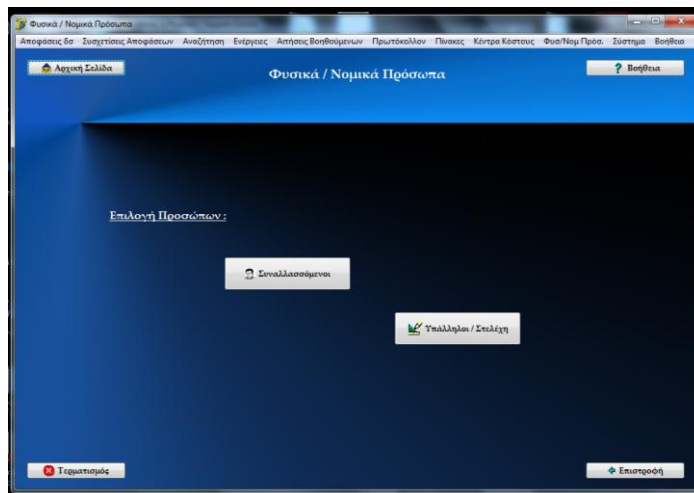 Φυσικά / Νομικά Πρόσωπα
Αποφάσεις δσ Συσχετίσεις Αποφάσεων Αναζήτηση Ενέργειες Αιτήσεις Βοηθούμενων Πρωτόκολλον Πίνακες Κέντρα Κόστους Φυσ/Νομ Πρόσ. Σύστημα Βοήθεια
Αρχική Σελίδα
Φυσικά / Νομικά Πρόσωπα
Βοήθεια
Επιλογή Προσώπων :
Συναλλασσόμενοι
Υπάλληλοι / Στελέχη
Τερματισμός
Επιστροφή